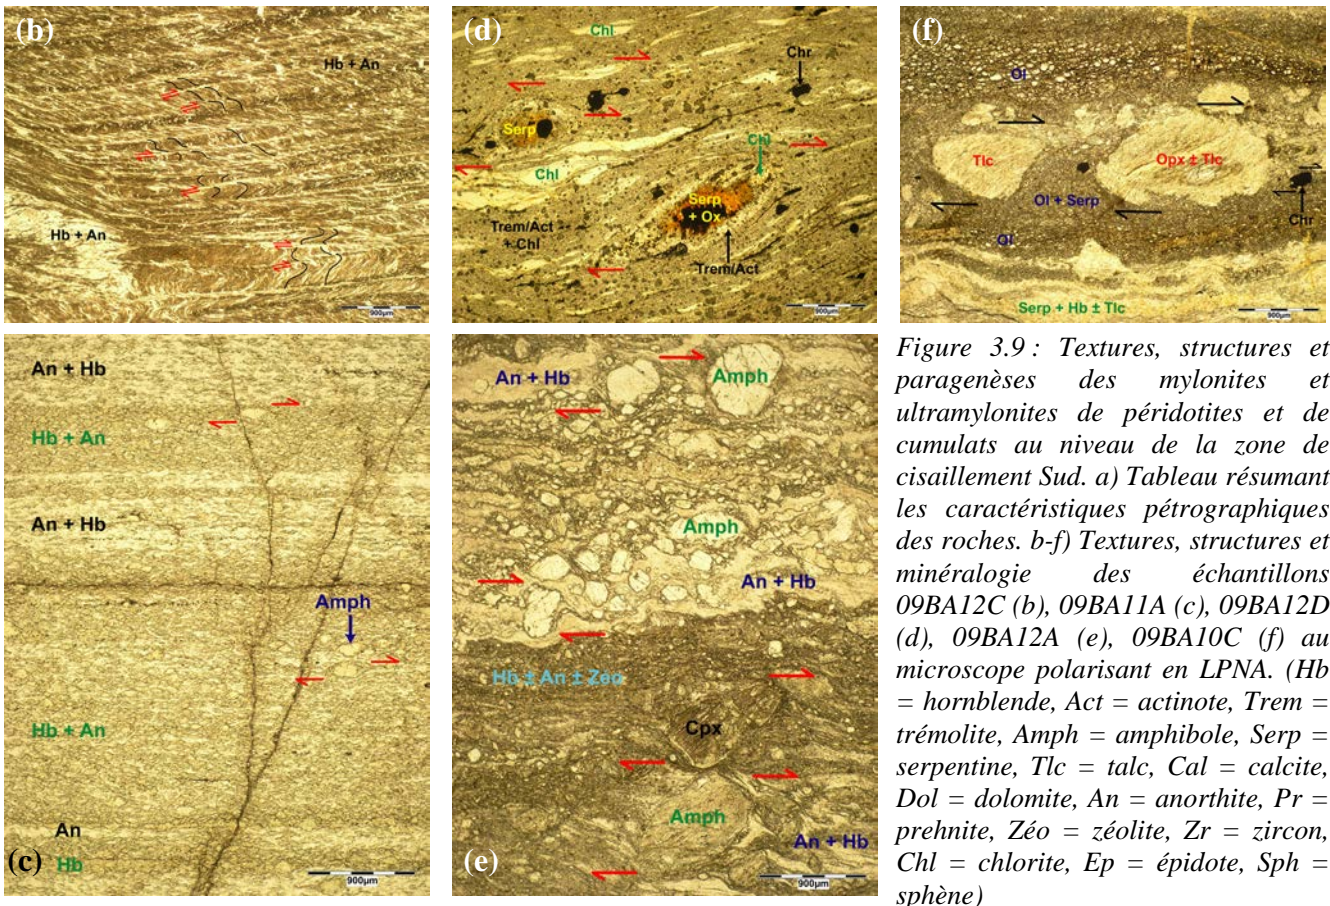 (b)
Hb + An
Hb + An
900µm
(d)
Chl
Chr
Serp
Chl
Chl
Serp
+ Ox
Trem/Act
+ Chl
Trem/Act
900µm
(f)
Ol
Tlc
Opx ± Tlc
Ol + Serp
Chr
Ol
Serp + Hb ± Tlc
900µm
An + Hb
Hb + An
An + Hb
Amph
Hb + An
An
Hb
(c)
900µm
An + Hb
Amph
Amph
An + Hb
Hb ± An ± Zéo
Cpx
Amph
An + Hb
(e)
900µm
Figure 3.9 : Textures, structures et
paragenèses des mylonites et
ultramylonites de péridotites et de
cumulats au niveau de la zone de
cisaillement Sud. a) Tableau résumant
les caractéristiques pétrographiques
des roches. b-f) Textures, structures et
minéralogie des échantillons
09BA12C (b), 09BA11A (c), 09BA12D
(d), 09BA12A (e), 09BA10C (f) au
microscope polarisant en LPNA. (Hb
= hornblende, Act = actinote, Trem =
trémolite, Amph = amphibole, Serp =
serpentine, Tlc = talc, Cal = calcite,
Dol = dolomite, An = anorthite, Pr =
prehnite, Zéo = zéolite, Zr = zircon,
Chl = chlorite, Ep = épidote, Sph =
sphène)